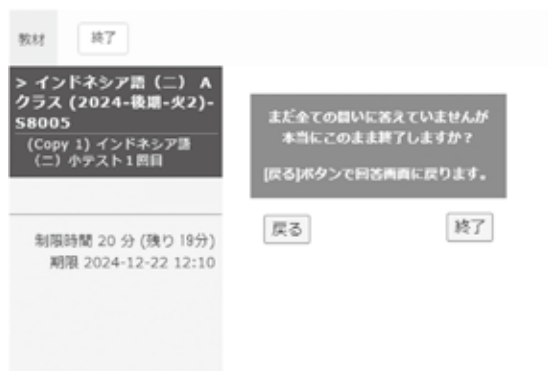 教材
終了
> インドネシア語（二） A
クラス (2024-後期-火2)-
S8005
(Copy 1) インドネシア語
（二）小テスト１回目
制限時間 20 分 (残り 19分)
期限 2024-12-22 12:10
まだ全ての問いに答えていませんが
本当にこのまま終了しますか？
[戻る]ボタンで回答画面に戻ります。
戻る
終了